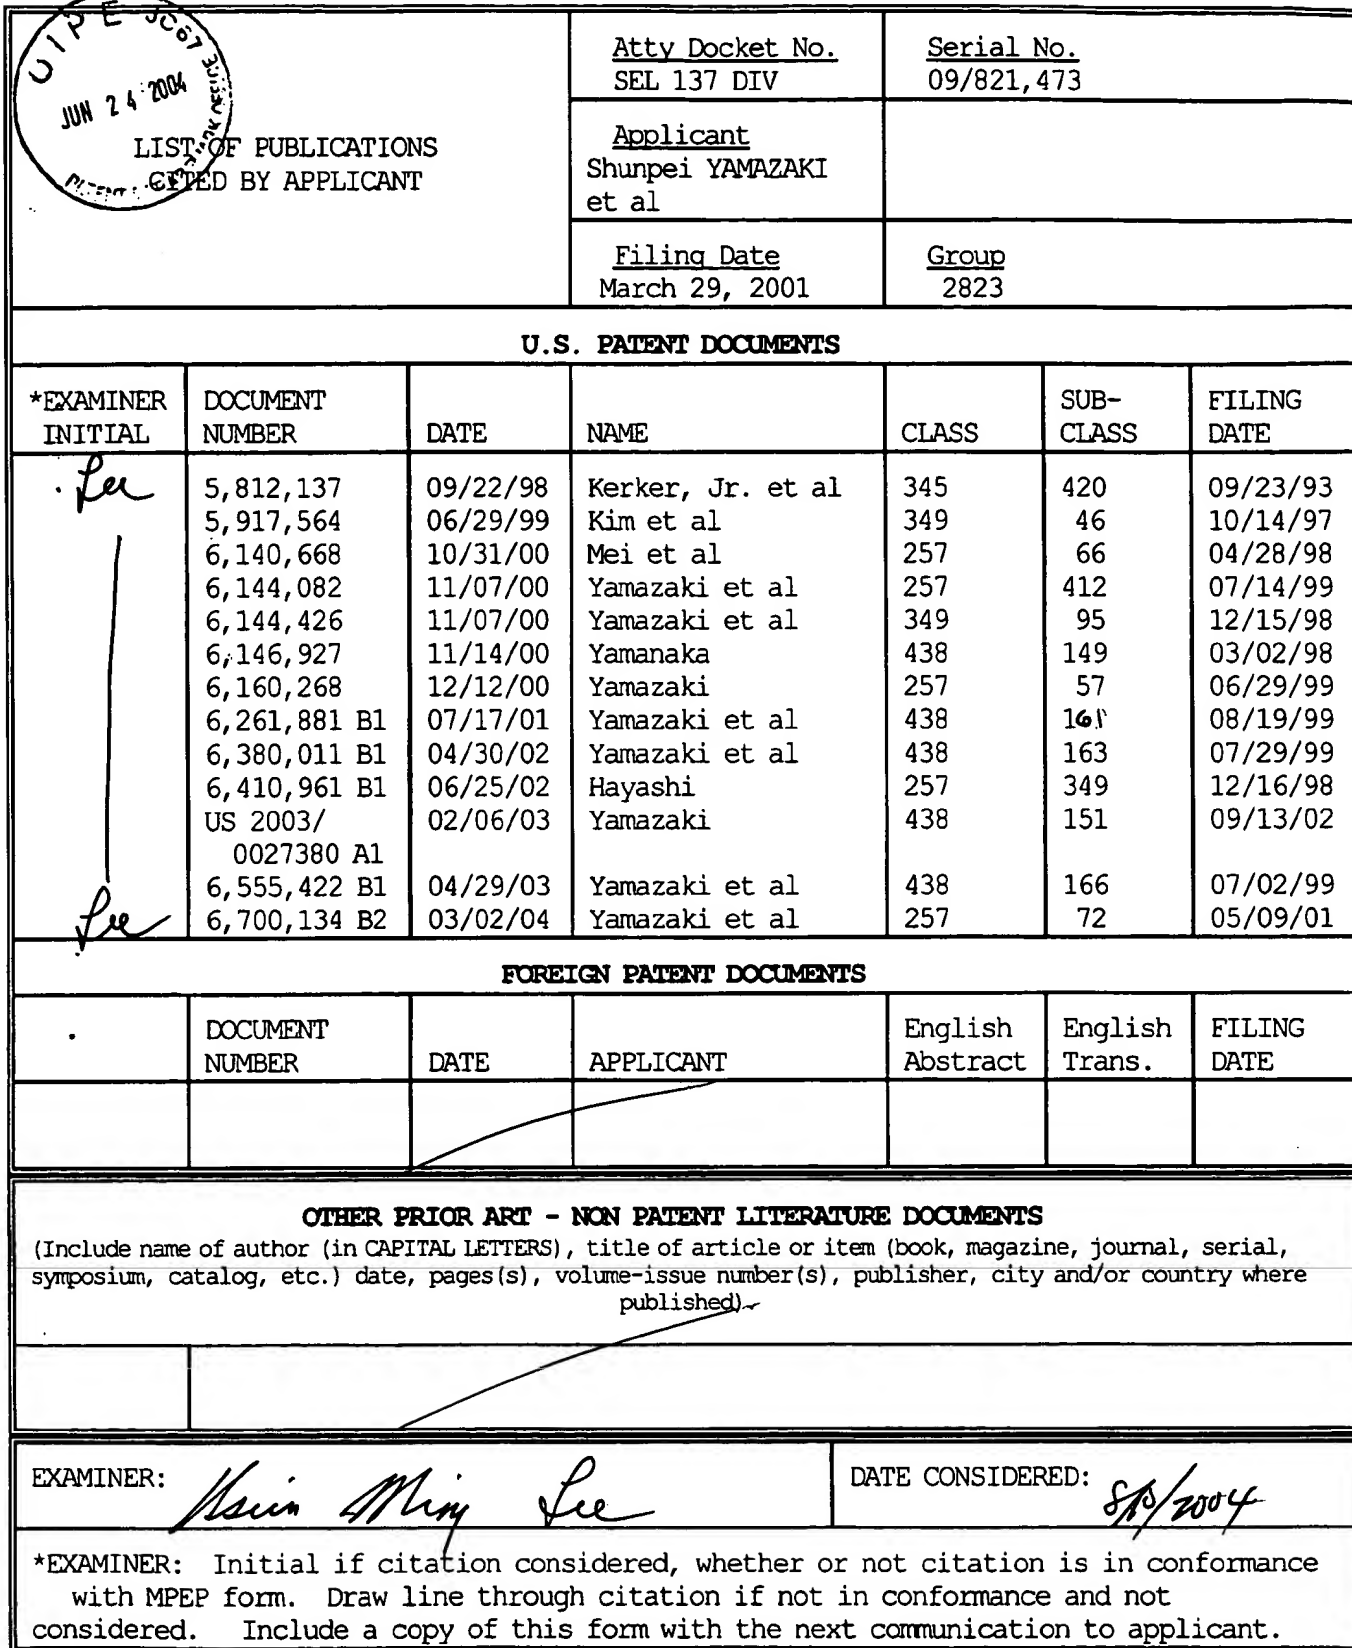 OIPE JC67
JUN 24 2004
LIST OF PUBLICATIONS
CITED BY APPLICANT
Atty Docket No.
SEL 137 DIV
Serial No.
09/821,473
Applicant
Shunpei YAMAZAKI
et al
Filing Date
March 29, 2001
Group
2823
U.S. PATENT DOCUMENTS
*EXAMINER INITIAL DOCUMENT NUMBER DATE NAME CLASS SUB-CLASS FILING DATE
Lee 5,812,137 09/22/98 Kerker, Jr. et al 345 420 09/23/93
5,917,564 06/29/99 Kim et al 349 46 10/14/97
6,140,668 10/31/00 Mei et al 257 66 04/28/98
6,144,082 11/07/00 Yamazaki et al 257 412 07/14/99
6,144,426 11/07/00 Yamazaki et al 349 95 12/15/98
6,146,927 11/14/00 Yamanaka 438 149 03/02/98
6,160,268 12/12/00 Yamazaki 257 57 06/29/99
6,261,881 B1 07/17/01 Yamazaki et al 438 161 08/19/99
6,380,011 B1 04/30/02 Yamazaki et al 438 163 07/29/99
6,410,961 B1 06/25/02 Hayashi 257 349 12/16/98
US 2003/ 02/06/03 Yamazaki 438 151 09/13/02
0027380 A1
6,555,422 B1 04/29/03 Yamazaki et al 438 166 07/02/99
Lee 6,700,134 B2 03/02/04 Yamazaki et al 257 72 05/09/01
FOREIGN PATENT DOCUMENTS
DOCUMENT NUMBER DATE APPLICANT English Abstract English Trans. FILING DATE
OTHER PRIOR ART - NON PATENT LITERATURE DOCUMENTS
(Include name of author (in CAPITAL LETTERS), title of article or item (book, magazine, journal, serial,
symposium, catalog, etc.) date, pages(s), volume-issue number(s), publisher, city and/or country where
published).
EXAMINER: Hsien Ming Lee
DATE CONSIDERED:
*EXAMINER: Initial if citation considered, whether or not citation is in conformance
with MPEP form. Draw line through citation if not in conformance and not
considered. Include a copy of this form with the next communication to applicant.